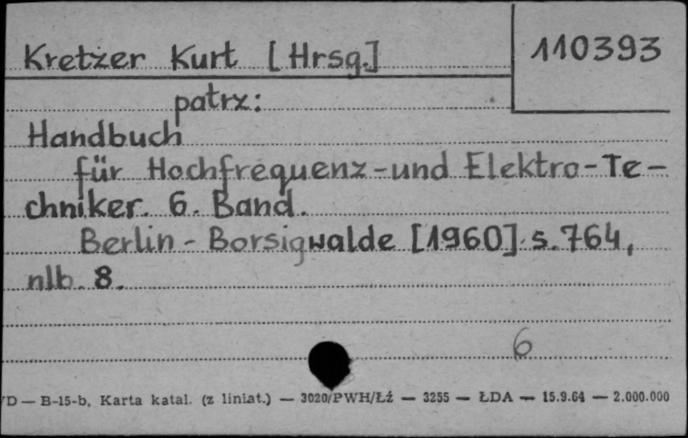 Kretzer Kurt [Hrsg.]
110393
patrz:
Handbuch
für Hochfrequenz-und Elektro-Te-
chniker. 6. Band.
Berlin - Borsigwalde [1960]. s. 764,
nlb. 8.
6
D — B-15-b, Karta katal. (z liniat.) — 3020/PWH/Łź — 3255 — ŁDA — 15.9.64 — 2.000.000